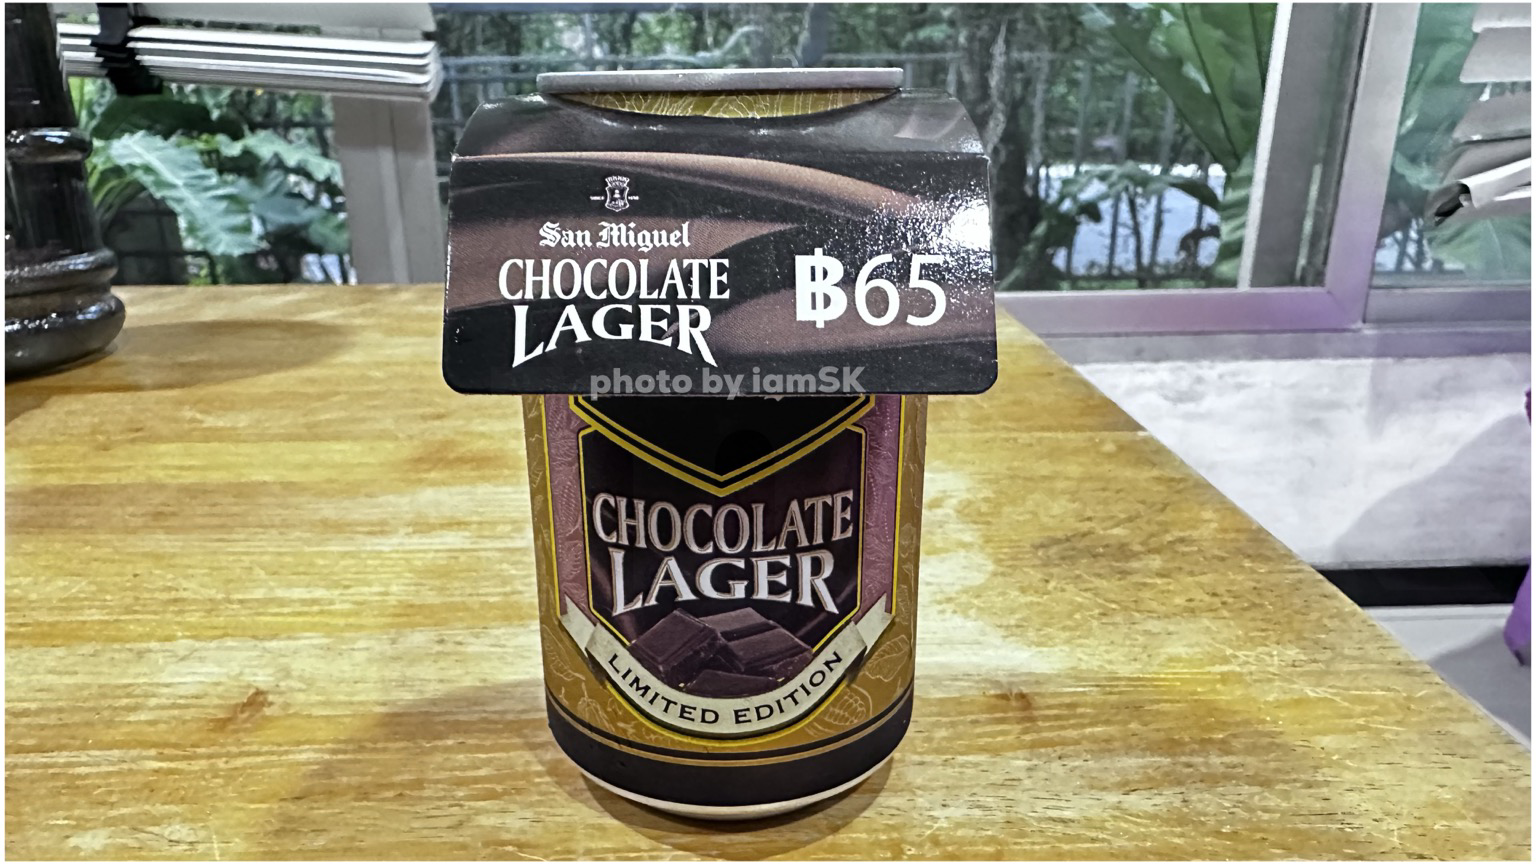 San Miguel
CHOCOLATE
LAGER
฿65
photo by iamSK
CHOCOLATE
LAGER
LIMITED EDITION